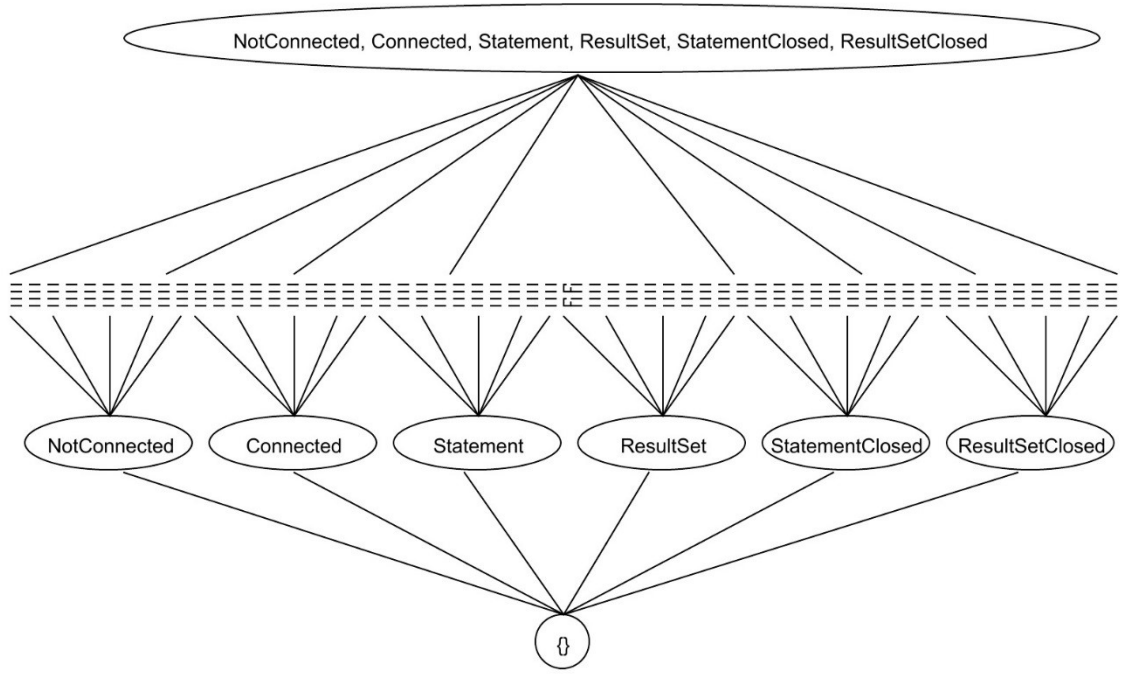 NotConnected, Connected, Statement, ResultSet, StatementClosed, ResultSetClosed
NotConnected
Connected
Statement
ResultSet
StatementClosed
ResultSetClosed
{}